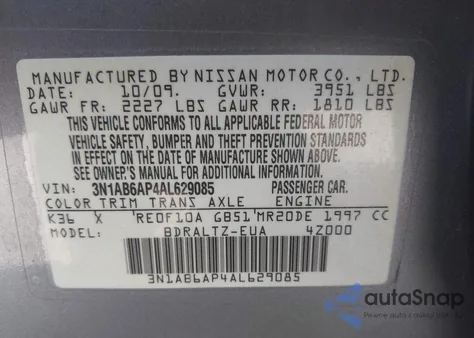 MANUFACTURED BY NISSAN MOTOR CO., LTD.
DATE: 10/09. GVWR: 3951 LBS
GAWR FR: 2227 LBS GAWR RR: 1810 LBS
THIS VEHICLE CONFORMS TO ALL APPLICABLE FEDERAL MOTOR
VEHICLE SAFETY, BUMPER, AND THEFT PREVENTION STANDARDS
IN EFFECT ON THE DATE OF MANUFACTURE SHOWN ABOVE.
SEE OWNER'S MANUAL FOR ADDITIONAL INFORMATION.
VIN: 3N1AB6AP4AL629085 PASSENGER CAR.
COLOR TRIM TRANS AXLE ENGINE
K36 X RE0F10A GB51 MR20DE 1997 CC
MODEL: BDRALTZ-EUA 42000
3N1AB6AP4AL629085
autoSnap